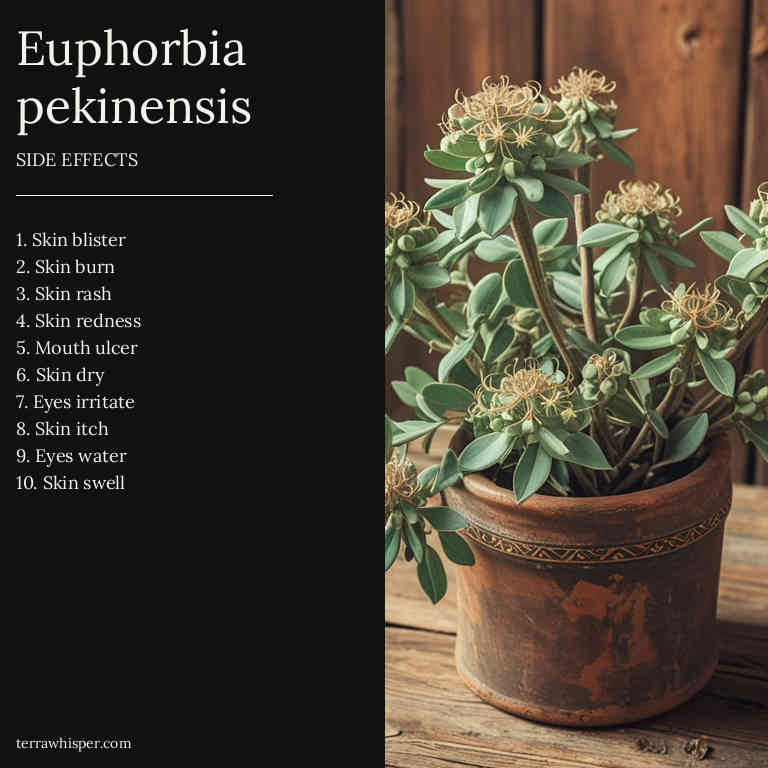 Euphorbia
pekinensis
SIDE EFFECTS
1. Skin blister
2. Skin burn
3. Skin rash
4. Skin redness
5. Mouth ulcer
6. Skin dry
7. Eyes irritate
8. Skin itch
9. Eyes water
10. Skin swell
terrawhisper.com